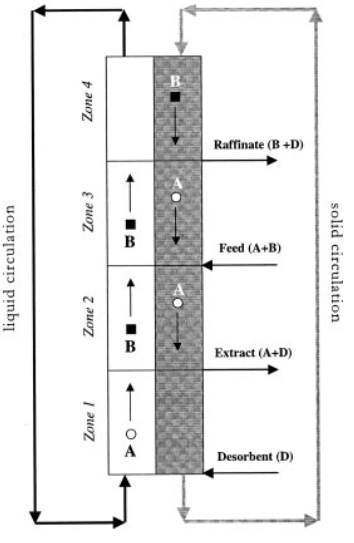 B
Zone 4
Raffinate (B +D)
A
Zone 3
B
Feed (A+B)
A
Zone 2
B
Extract (A+D)
Zone 1
A
Desorbent (D)
liquid circulation
solid circulation